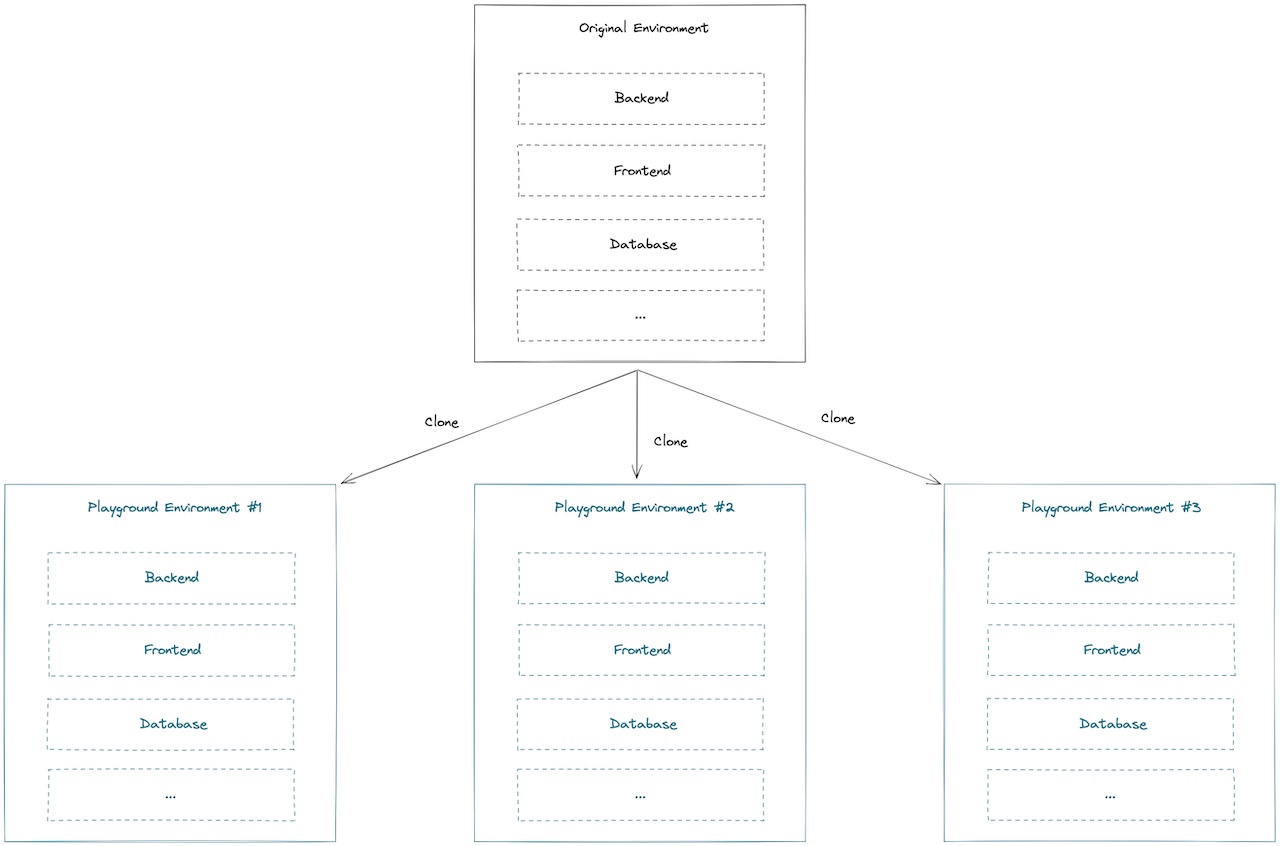 Original Environment
Backend
Frontend
Database
...
Clone
Clone
Clone
Playground Environment #1
Backend
Frontend
Database
...
Playground Environment #2
Backend
Frontend
Database
...
Playground Environment #3
Backend
Frontend
Database
...